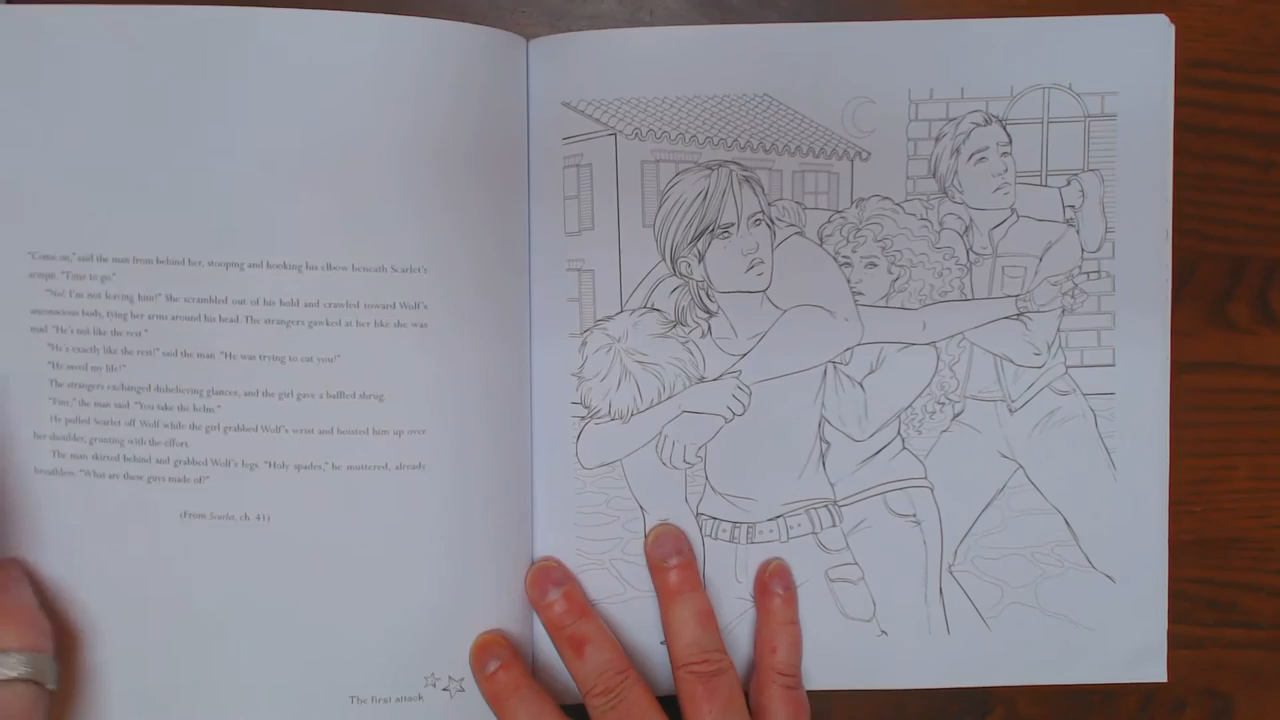 "Come on," said the man from behind her, stooping and hooking his elbow beneath Scarlet's
armpit. "Time to go."
"No! I'm not leaving him!" She scrambled out of his hold and crawled toward Wolf's
unconscious body, tying her arms around his head. The strangers gawked at her like she was
mad. "He's not like the rest."
"He's exactly like the rest!" said the man. "He was trying to eat you!"
"He saved my life!"
The strangers exchanged disbelieving glances, and the girl gave a baffled shrug.
"Fine," the man said. "You take the helm."
He pulled Scarlet off Wolf while the girl grabbed Wolf's wrist and hoisted him up over
her shoulder, grunting with the effort.
The man skirted behind and grabbed Wolf's legs. "Holy spades," he muttered, already
breathless. "What are these guys made of?"
(From Scarlet, ch. 41)
The first attack